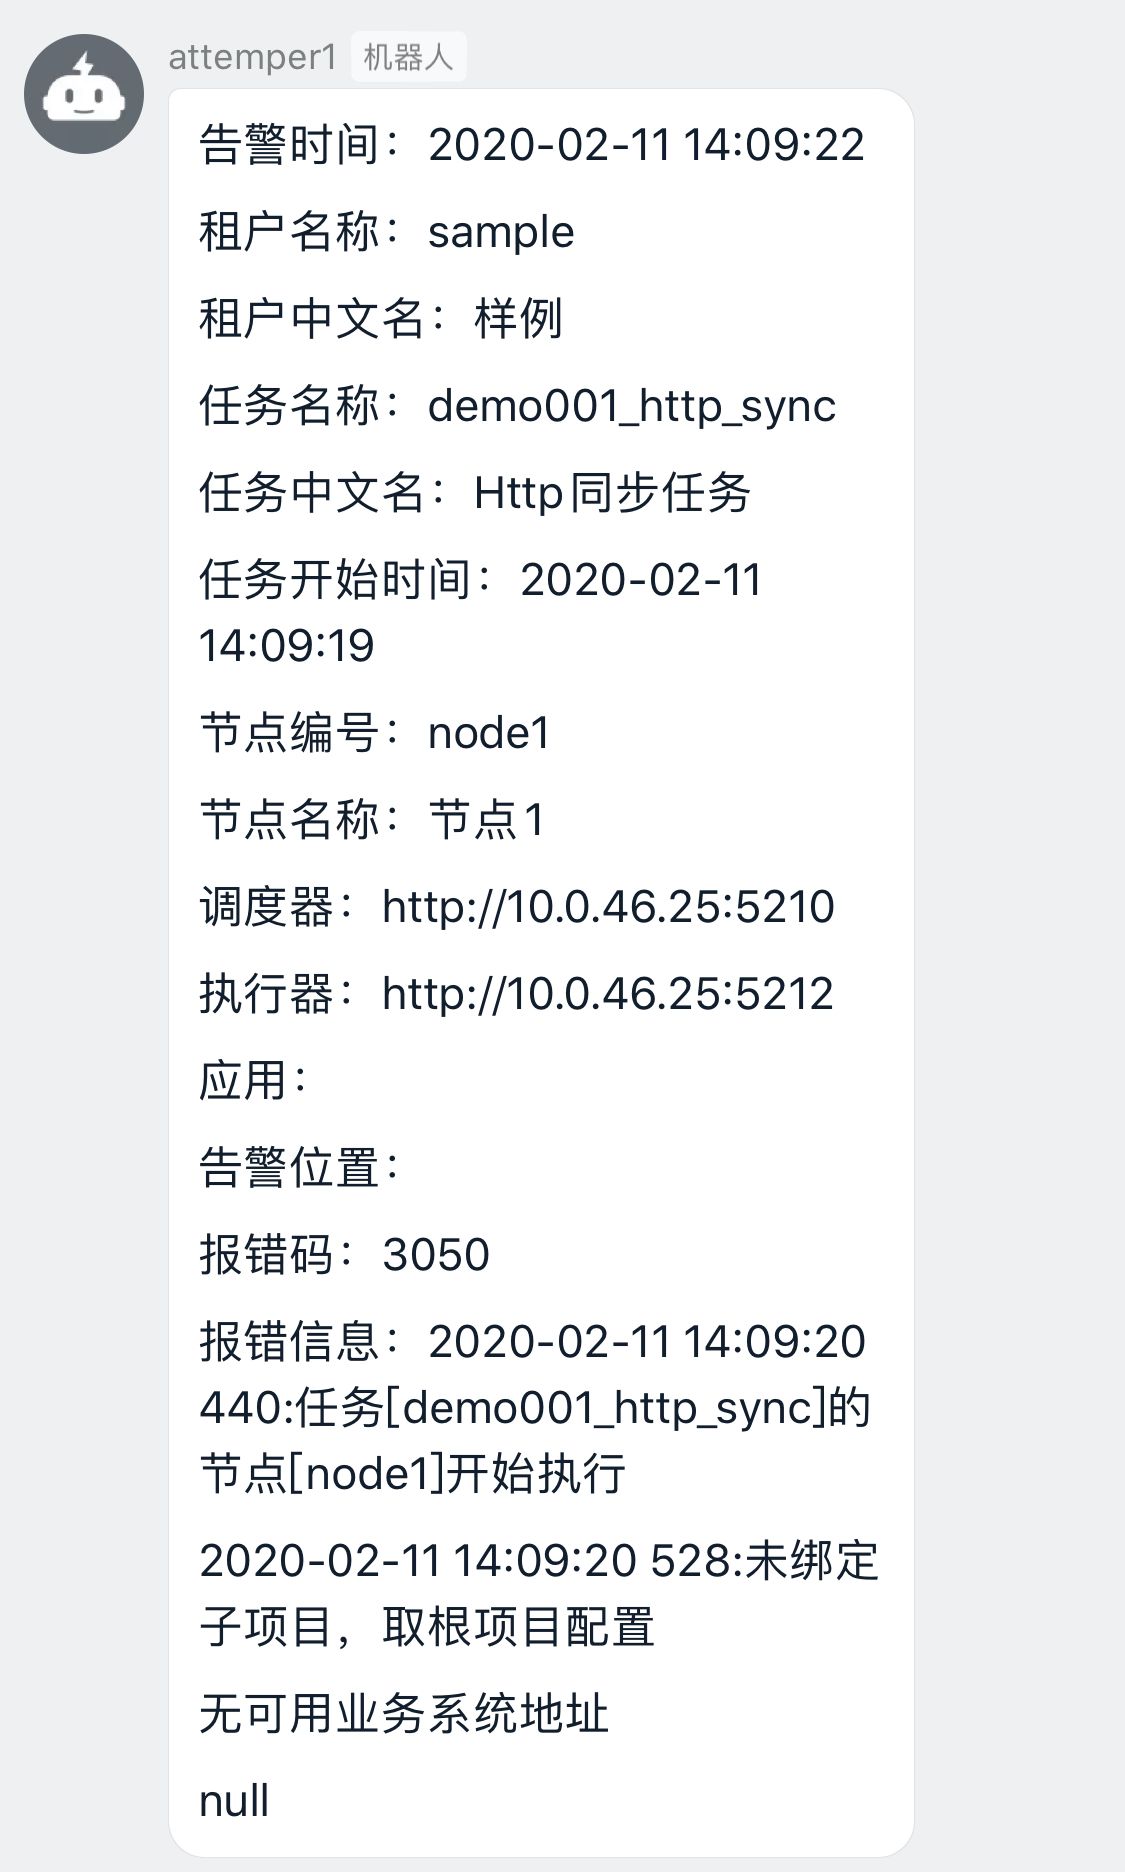 attemper1 机器人
告警时间：2020-02-11 14:09:22
租户名称：sample
租户中文名：样例
任务名称：demo001_http_sync
任务中文名：Http同步任务
任务开始时间：2020-02-11
14:09:19
节点编号：node1
节点名称：节点1
调度器：http://10.0.46.25:5210
执行器：http://10.0.46.25:5212
应用：
告警位置：
报错码：3050
报错信息：2020-02-11 14:09:20
440:任务[demo001_http_sync]的
节点[node1]开始执行
2020-02-11 14:09:20 528:未绑定
子项目，取根项目配置
无可用业务系统地址
null